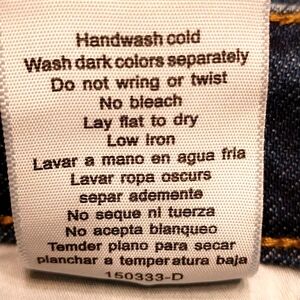 Handwash cold
Wash dark colors separately
Do not wring or twist
No bleach
Lay flat to dry
Low iron
Lavar a mano en agua fria
Lavar ropa oscurs
separ ademente
No seque ni tuerza
No acepta blanqueo
Temder piano para secar
planchar a temperatura baja
150333-D